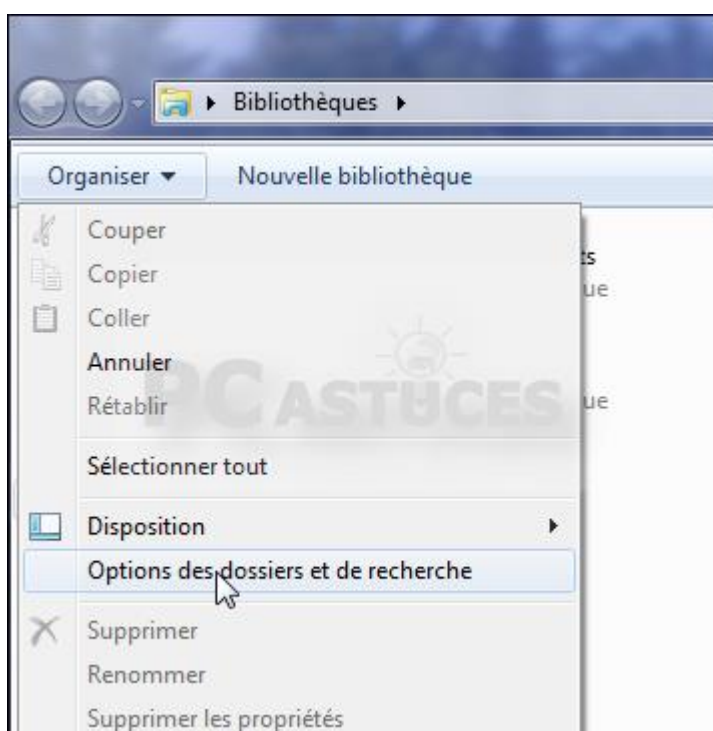 Bibliothèques
Organiser Nouvelle bibliothèque
Couper
Copier
Coller
Annuler
Rétablir
PC ASTUCES
Sélectionner tout
Disposition
Options des dossiers et de recherche
Supprimer
Renommer
Supprimer les propriétés